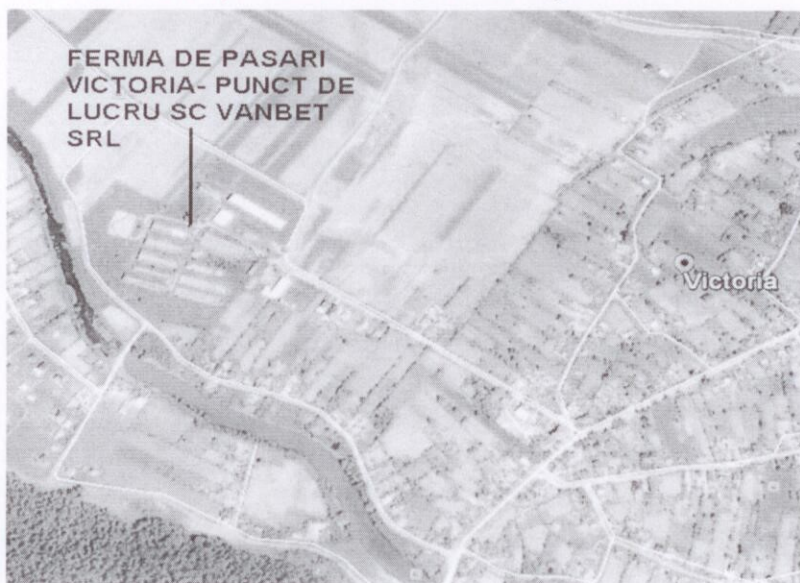 FERMA DE PASARI
VICTORIA- PUNCT DE
LUCRU SC VANBET
SRL
Victoria